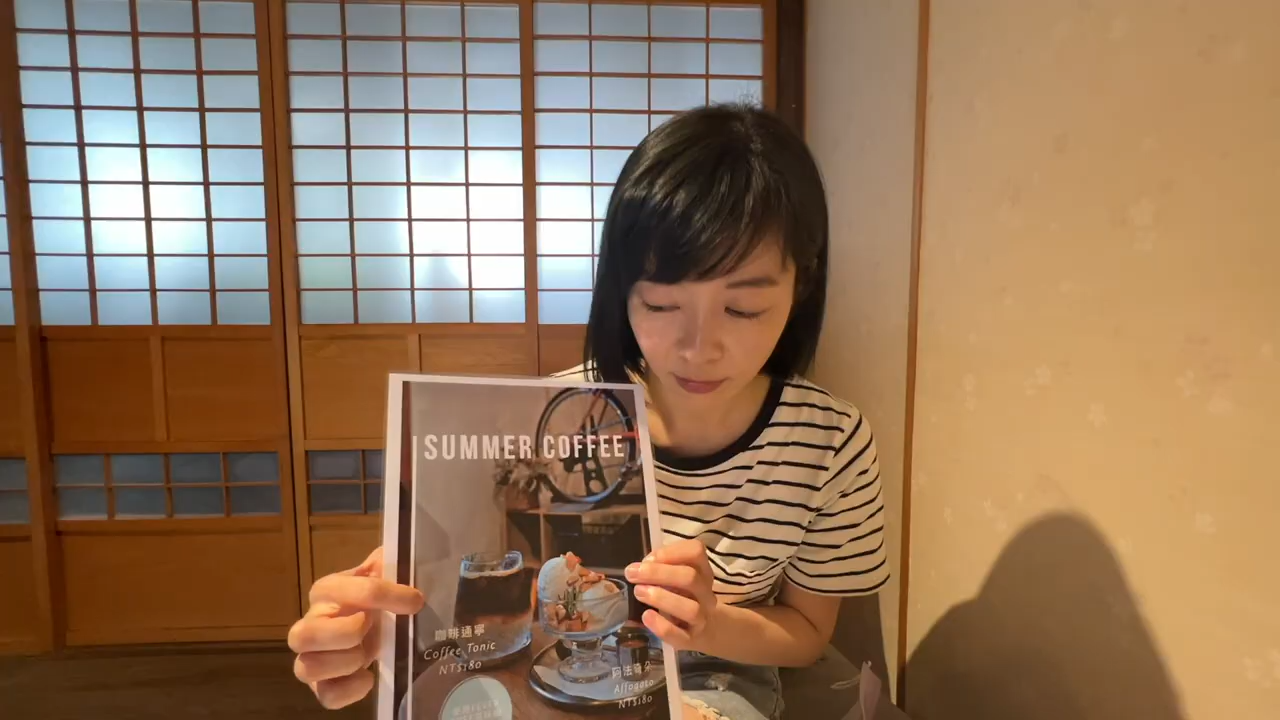 SUMMER COFFEE
咖啡通寧
Coffee Tonic
NT$180
阿法奇朵
Affogato
NT$180